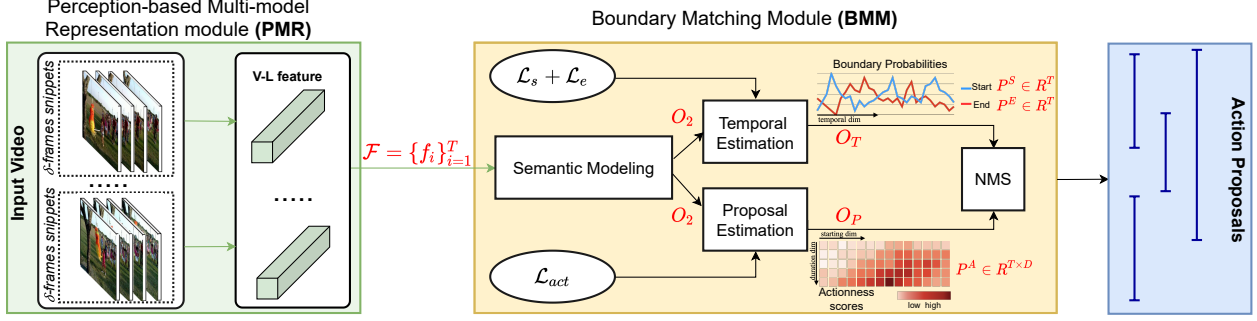 Perception-based Multi-model
Representation module (PMR)
Input Video
δ-frames snippets
.....
δ-frames snippets
V-L feature
.....
ℱ = {f_i}_{i=1}^T
Boundary Matching Module (BMM)
ℒ_s + ℒ_e
Semantic Modeling
ℒ_act
O_2
O_2
Temporal
Estimation
Proposal
Estimation
Boundary Probabilities
temporal dim
Start P^S ∈ R^T
End P^E ∈ R^T
O_T
O_P
NMS
starting dim
duration dim
P^A ∈ R^{T×D}
Actionness
scores
low high
Action Proposals